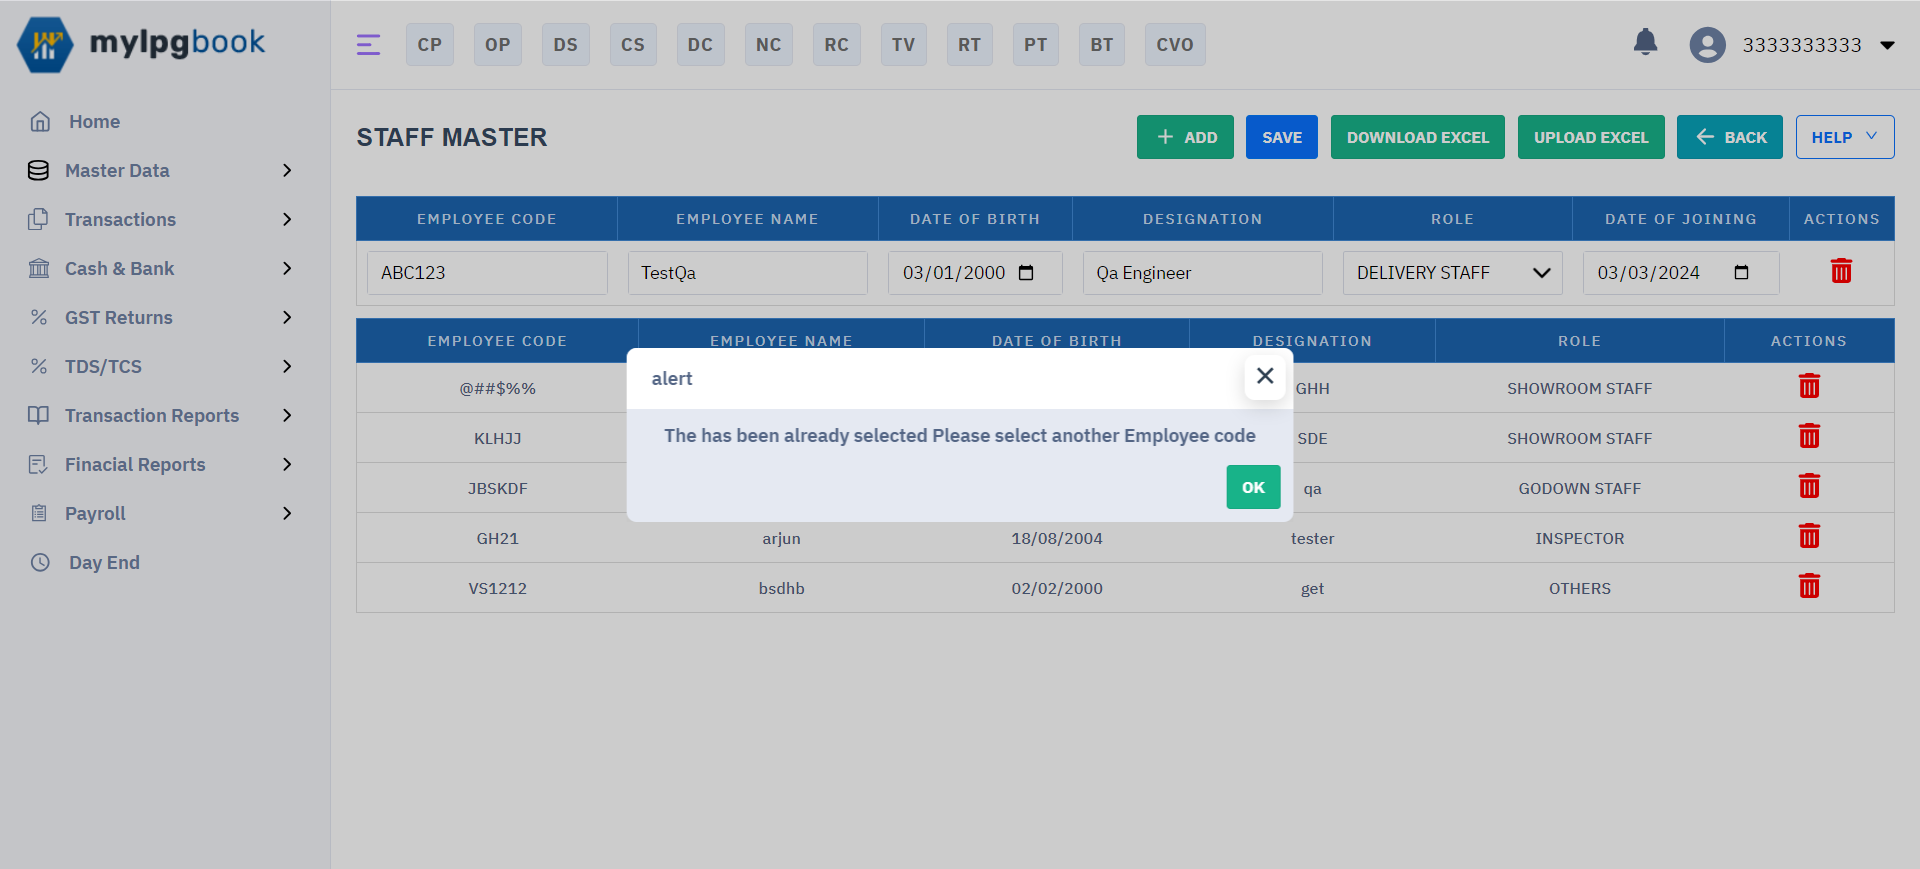 mylpgbook
CP OP DS CS DC NC RC TV RT PT BT CVO
3333333333
Home
Master Data
Transactions
Cash & Bank
GST Returns
TDS/TCS
Transaction Reports
Finacial Reports
Payroll
Day End
STAFF MASTER
ADD SAVE DOWNLOAD EXCEL UPLOAD EXCEL BACK HELP
EMPLOYEE CODE EMPLOYEE NAME DATE OF BIRTH DESIGNATION ROLE DATE OF JOINING ACTIONS
ABC123 TestQa 03/01/2000 Qa Engineer DELIVERY STAFF 03/03/2024
EMPLOYEE CODE EMPLOYEE NAME DATE OF BIRTH DESIGNATION ROLE ACTIONS
@##$%% GHH SHOWROOM STAFF
KLHJJ SDE SHOWROOM STAFF
JBSKDF qa GODOWN STAFF
GH21 arjun 18/08/2004 tester INSPECTOR
VS1212 bsdhb 02/02/2000 get OTHERS
alert
The has been already selected Please select another Employee code
OK